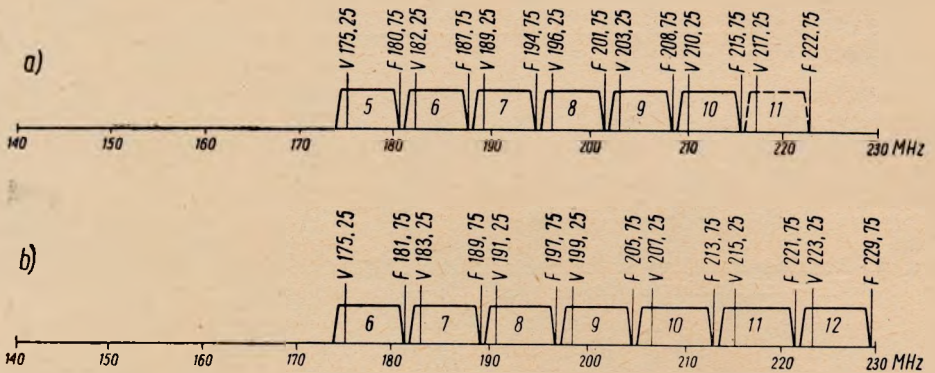 a)
V 175,25
F 180,75
V 182,25
F 187,75
V 189,25
F 194,75
V 196,25
F 201,75
V 203,25
F 208,75
V 210,25
F 215,75
V 217,25
F 222,75
5 6 7 8 9 10 11
140 150 160 170 180 190 200 210 220 230 MHz
b)
V 175,25
F 181,75
V 183,25
F 189,75
V 191,25
F 197,75
V 199,25
F 205,75
V 207,25
F 213,75
V 215,25
F 221,75
V 223,25
F 229,75
6 7 8 9 10 11 12
140 150 160 170 180 190 200 210 220 230 MHz